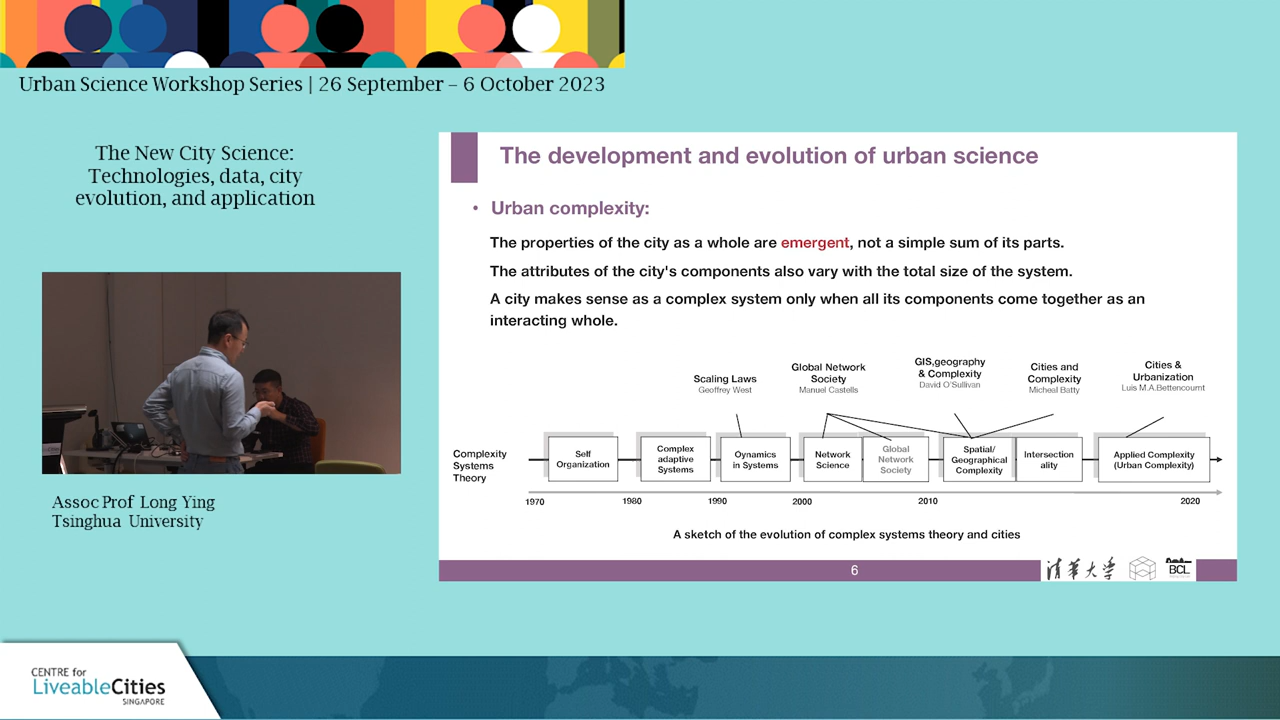 Urban Science Workshop Series | 26 September – 6 October 2023
The New City Science:
Technologies, data, city
evolution, and application
Assoc Prof Long Ying
Tsinghua University
The development and evolution of urban science
• Urban complexity:
The properties of the city as a whole are emergent, not a simple sum of its parts.
The attributes of the city's components also vary with the total size of the system.
A city makes sense as a complex system only when all its components come together as an
interacting whole.
Scaling Laws
Geoffrey West
Global Network
Society
Manuel Castells
GIS,geography
& Complexity
David O'Sullivan
Cities and
Complexity
Micheal Batty
Cities &
Urbanization
Luis M.A.Bettencournt
Complexity
Systems
Theory
Self
Organization
Complex
adaptive
Systems
Oynamics
in Systems
Network
Science
Global
Network
Society
Spatial/
Geographical
Complexity
Intersection
ality
Applied Complexity
(Urban Complexity)
1970
1980
1990
2000
2010
2020
A sketch of the evolution of complex systems theory and cities
6
清华大学
BCL
CENTRE for
LiveableCities
SINGAPORE